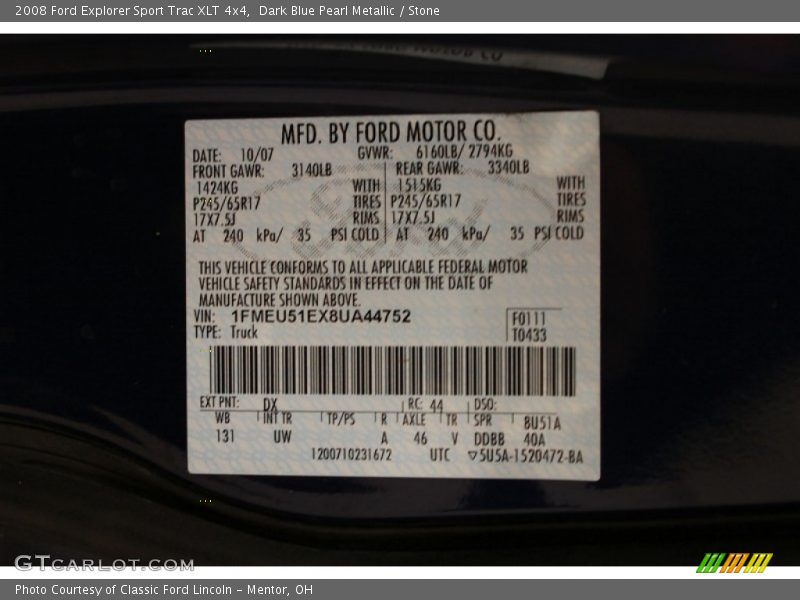 2008 Ford Explorer Sport Trac XLT 4x4, Dark Blue Pearl Metallic / Stone
MFD. BY FORD MOTOR CO.
DATE: 10/07 GVWR: 6160LB/ 2794KG
FRONT GAWR: 3140LB REAR GAWR: 3340LB
1424KG WITH 1515KG WITH
P245/65R17 TIRES P245/65R17 TIRES
17X7.5J RIMS 17X7.5J RIMS
AT 240 kPa/ 35 PSI COLD AT 240 kPa/ 35 PSI COLD
THIS VEHICLE CONFORMS TO ALL APPLICABLE FEDERAL MOTOR
VEHICLE SAFETY STANDARDS IN EFFECT ON THE DATE OF
MANUFACTURE SHOWN ABOVE.
VIN: 1FMEU51EX8UA44752 F0111
TYPE: Truck T0433
EXT PNT: DX RC: 44 DSO:
WB INT TR TP/PS R AXLE TR SPR 8U51A
131 UW A 46 V DDBB 40A
1200710231672 UTC ▽5U5A-1520472-BA
GTCARLOT.COM
Photo Courtesy of Classic Ford Lincoln - Mentor, OH